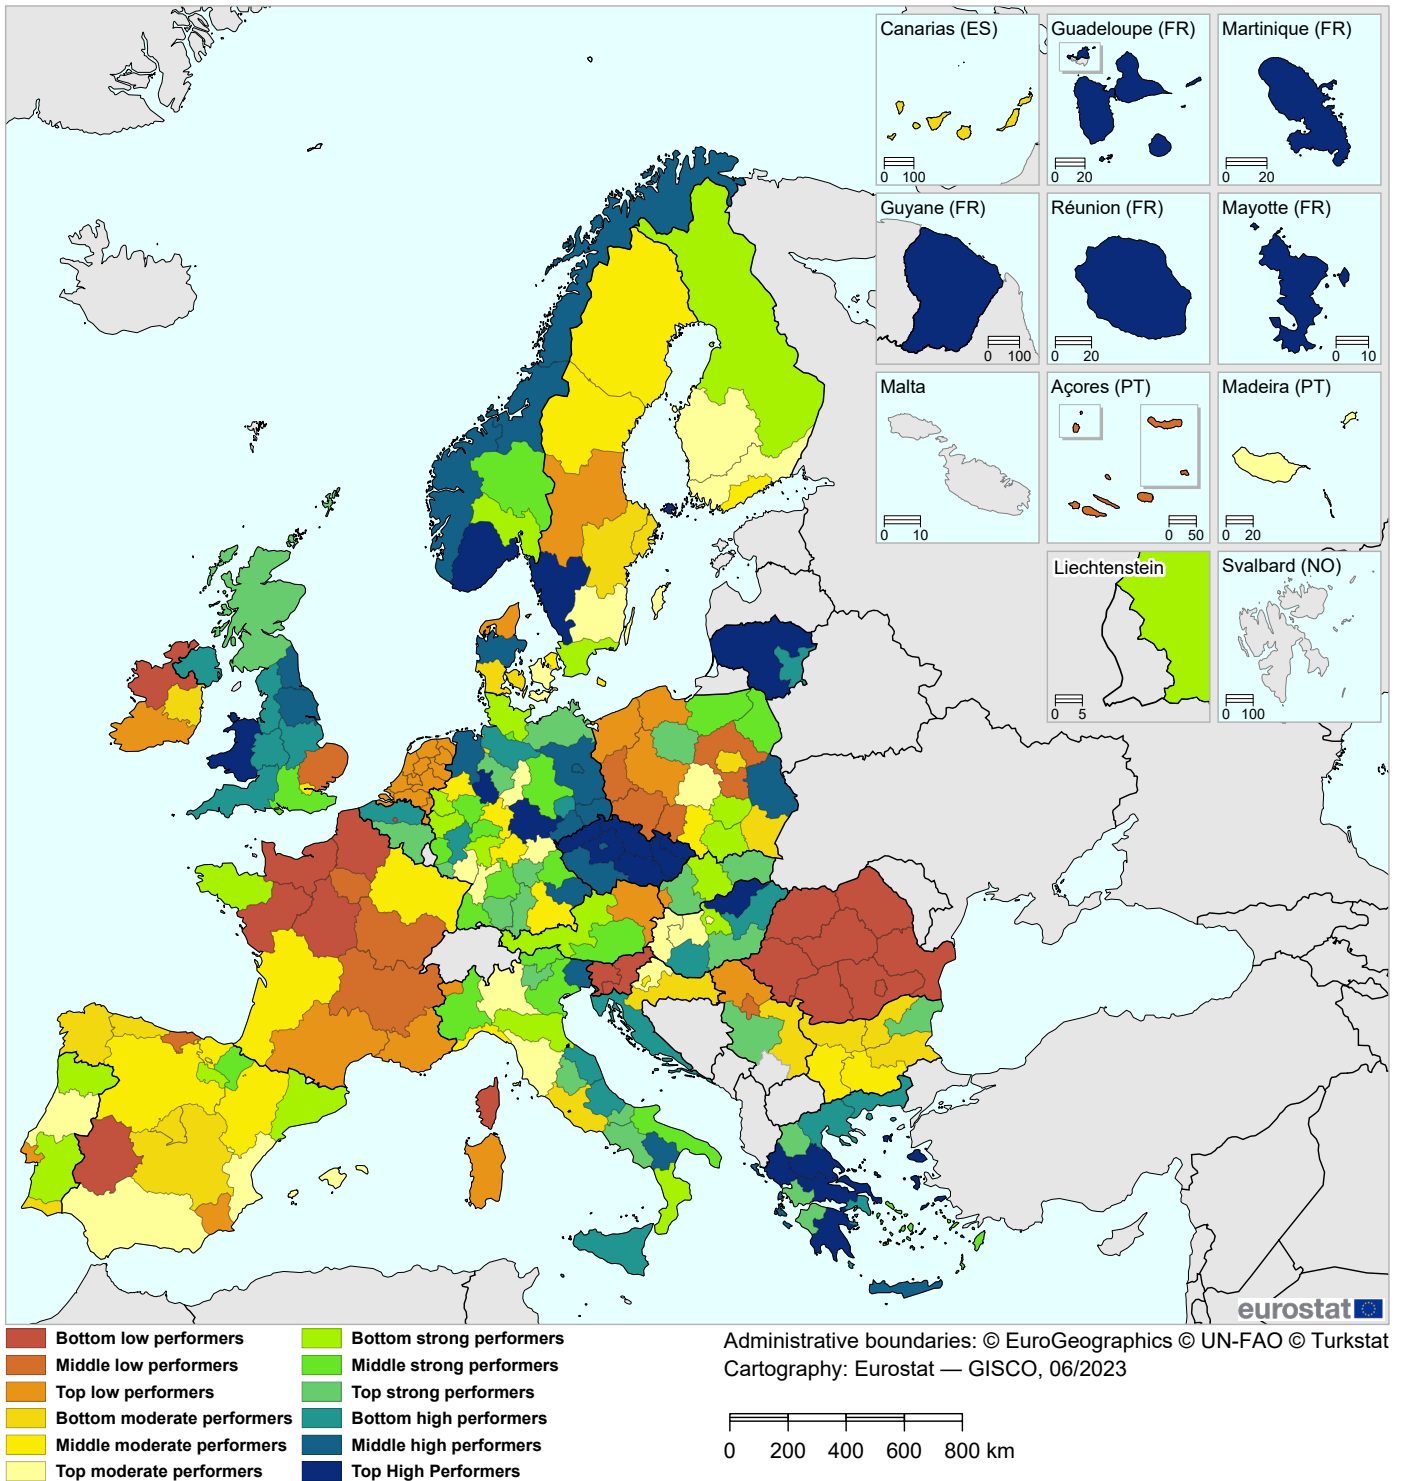 Canarias (ES)
0 100
Guadeloupe (FR)
0 20
Martinique (FR)
0 20
Guyane (FR)
0 100
Réunion (FR)
0 20
Mayotte (FR)
0 10
Malta
0 10
Açores (PT)
0 50
Madeira (PT)
0 20
Liechtenstein
0 5
Svalbard (NO)
0 100
eurostat
Bottom low performers
Middle low performers
Top low performers
Bottom moderate performers
Middle moderate performers
Top moderate performers
Bottom strong performers
Middle strong performers
Top strong performers
Bottom high performers
Middle high performers
Top High Performers
Administrative boundaries: © EuroGeographics © UN-FAO © Turkstat
Cartography: Eurostat — GISCO, 06/2023
0 200 400 600 800 km